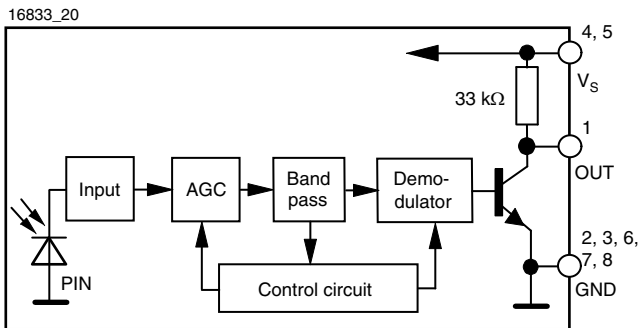 16833_20
4, 5
V_S
33 kΩ
1
OUT
Input
AGC
Band
pass
Demo-
dulator
2, 3, 6,
7, 8
GND
PIN
Control circuit